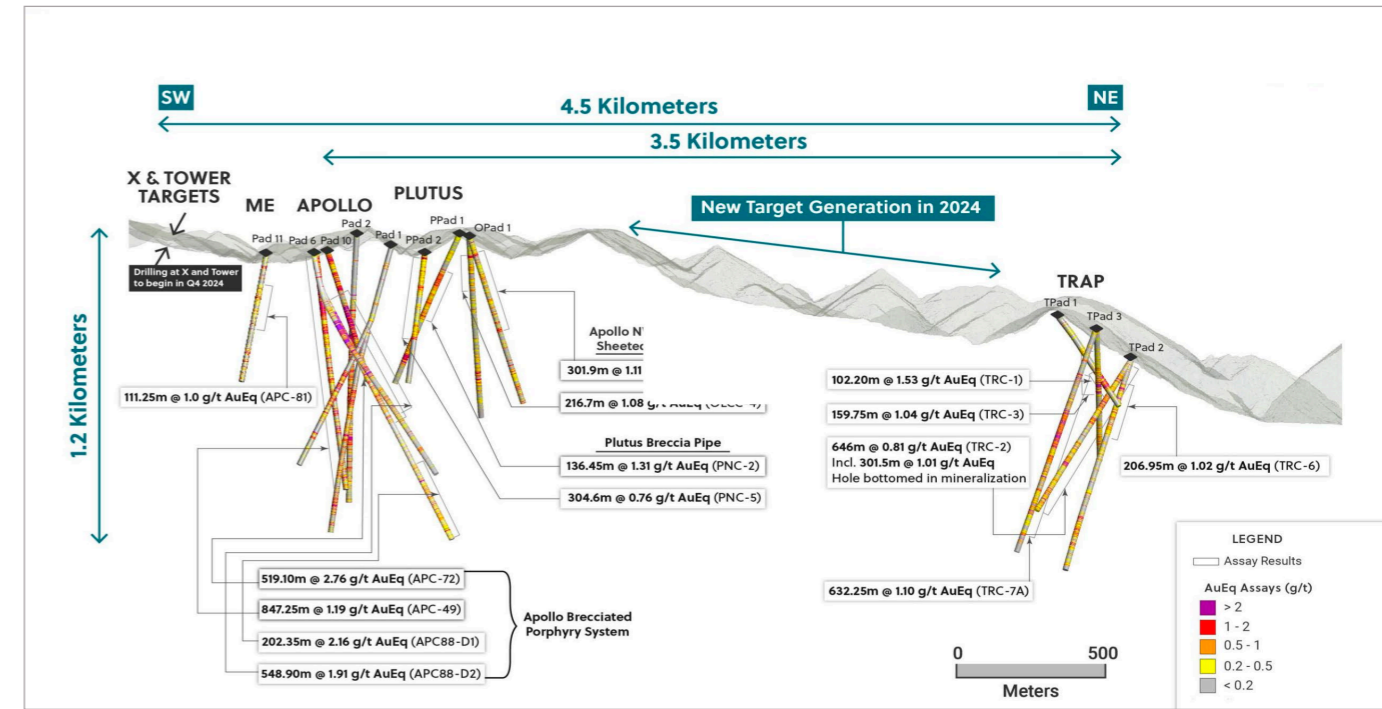 SW
NE
4.5 Kilometers
3.5 Kilometers
X & TOWER
TARGETS
ME
APOLLO
PLUTUS
New Target Generation in 2024
TRAP
Pad 11
Pad 6
Pad 10
Pad 2
Pad 1
PPad 2
PPad 1
OPad 1
TPad 1
TPad 3
TPad 2
Drilling at X and Tower
to begin in Q4 2024
1.2 Kilometers
111.25m @ 1.0 g/t AuEq (APC-81)
Apollo
Sheeted
301.9m @ 1.11
216.7m @ 1.08
Plutus Breccia Pipe
136.45m @ 1.31 g/t AuEq (PNC-2)
304.6m @ 0.76 g/t AuEq (PNC-5)
519.10m @ 2.76 g/t AuEq (APC-72)
847.25m @ 1.19 g/t AuEq (APC-49)
202.35m @ 2.16 g/t AuEq (APC88-D1)
548.90m @ 1.91 g/t AuEq (APC88-D2)
Apollo Brecciated
Porphyry System
102.20m @ 1.53 g/t AuEq (TRC-1)
159.75m @ 1.04 g/t AuEq (TRC-3)
646m @ 0.81 g/t AuEq (TRC-2)
Incl. 301.5m @ 1.01 g/t AuEq
Hole bottomed in mineralization
206.95m @ 1.02 g/t AuEq (TRC-6)
632.25m @ 1.10 g/t AuEq (TRC-7A)
0
500
Meters
LEGEND
Assay Results
AuEq Assays (g/t)
> 2
1 - 2
0.5 - 1
0.2 - 0.5
< 0.2